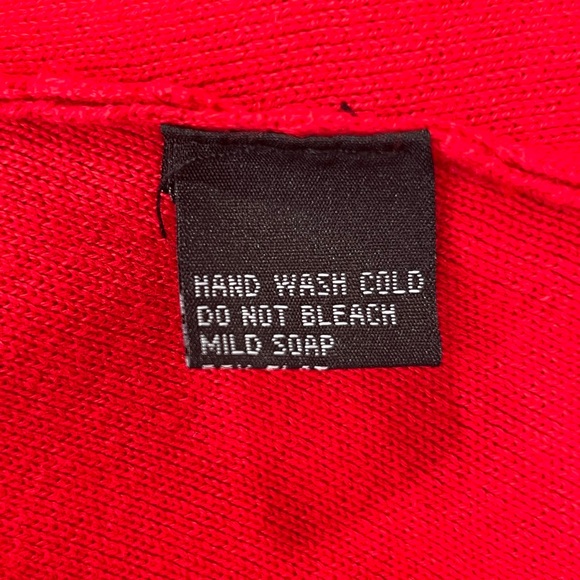 HAND WASH COLD
DO NOT BLEACH
MILD SOAP